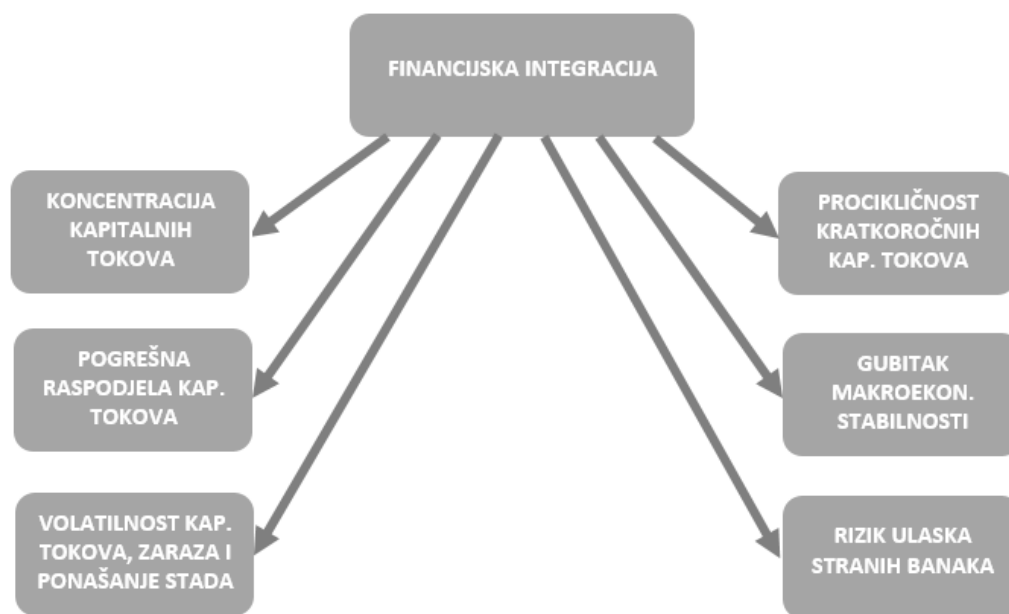 FINANCIJSKA INTEGRACIJA
KONCENTRACIJA
KAPITALNIH
TOKOVA
PROCIKLIČNOST
KRATKOROČNIH
KAP. TOKOVA
POGREŠNA
RASPODJELA KAP.
TOKOVA
GUBITAK
MAKROEKON.
STABILNOSTI
VOLATILNOST KAP.
TOKOVA, ZARAZA I
PONAŠANJE STADA
RIZIK ULASKA
STRANIH BANAKA